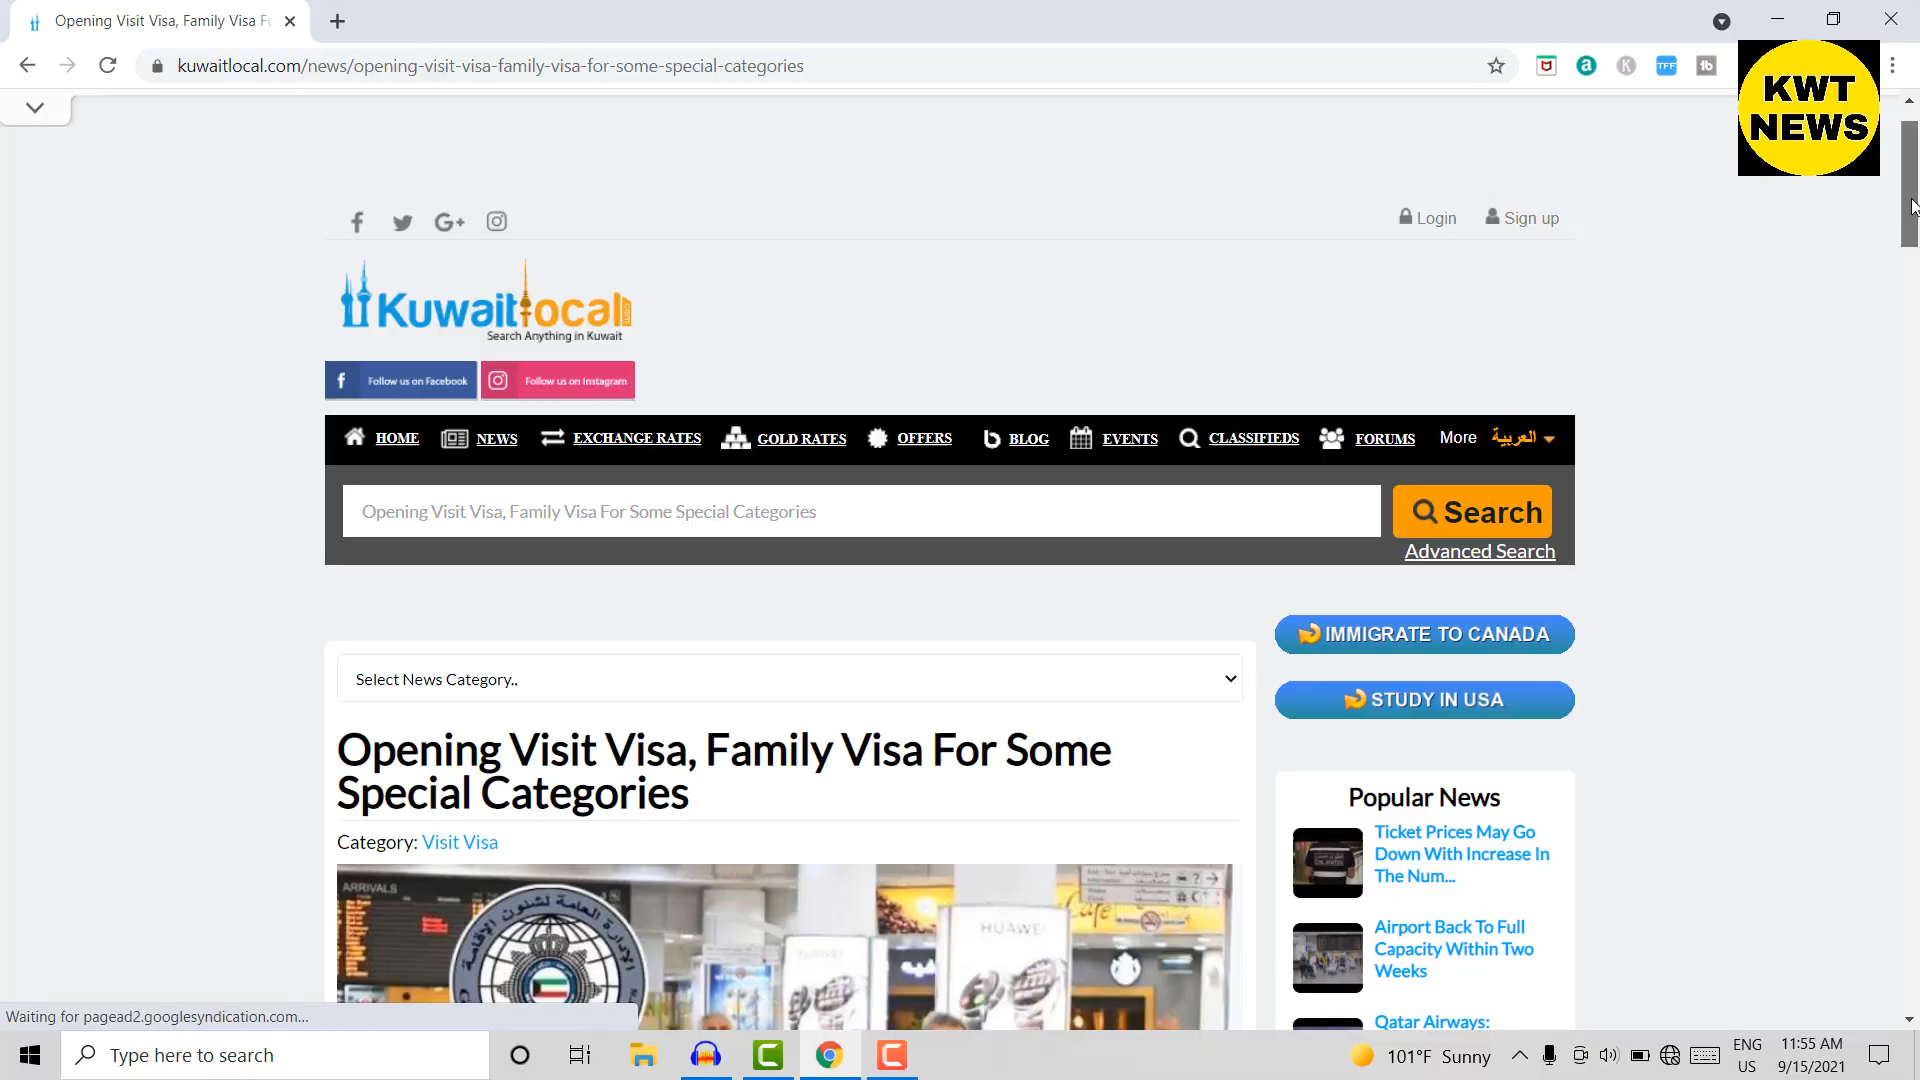 Opening Visit Visa, Family Visa Fo
kuwaitlocal.com/news/opening-visit-visa-family-visa-for-some-special-categories
TFF
KWT
NEWS
G+
Login
Sign up
Kuwaitlocal
Search Anything in Kuwait
Follow us on Facebook
Follow us on Instagram
HOME
NEWS
EXCHANGE RATES
GOLD RATES
OFFERS
BLOG
EVENTS
CLASSIFIEDS
FORUMS
More
العربية
Opening Visit Visa, Family Visa For Some Special Categories
Search
Advanced Search
IMMIGRATE TO CANADA
Select News Category..
STUDY IN USA
Opening Visit Visa, Family Visa For Some
Special Categories
Category: Visit Visa
ARRIVALS
الإدارة العامة لشئون الإقامة
HUAWEI
Cafe
Popular News
Ticket Prices May Go
Down With Increase In
The Num...
Airport Back To Full
Capacity Within Two
Weeks
Qatar Airways:
Waiting for pagead2.googlesyndication.com...
Type here to search
101°F Sunny
ENG
US
11:55 AM
9/15/2021